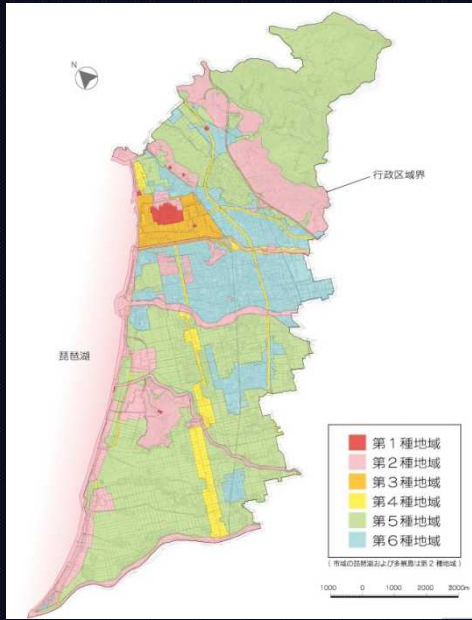 N
行政区域界
琵琶湖
第1種地域
第2種地域
第3種地域
第4種地域
第5種地域
第6種地域
(市域の琵琶湖および多景島は第2種地域)
1000 0 1000 2000 3000m